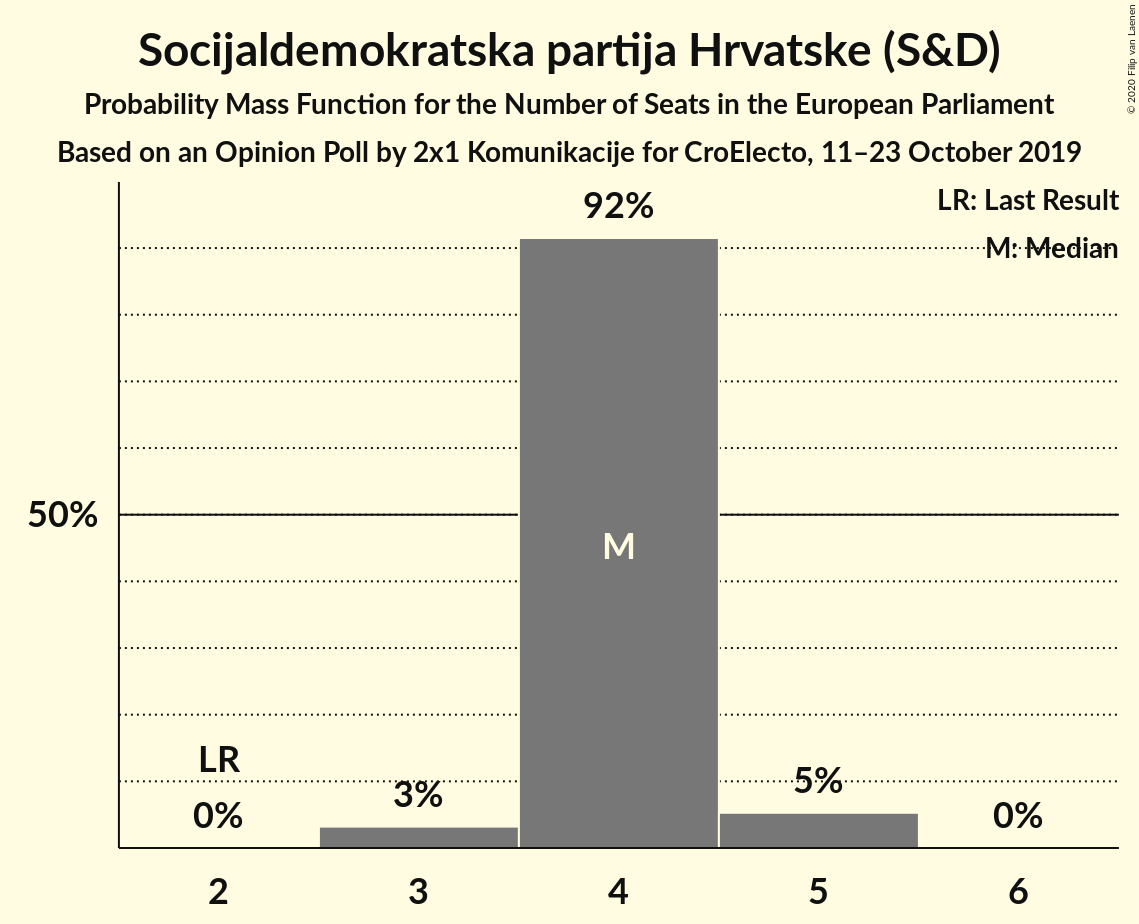 Socijaldemokratska partija Hrvatske (S&D)
Probability Mass Function for the Number of Seats in the European Parliament
Based on an Opinion Poll by 2x1 Komunikacije for CroElecto, 11–23 October 2019
© 2020 Filip van Laenen
LR: Last Result
M: Median
92%
50%
M
LR
0%
3%
5%
0%
2
3
4
5
6